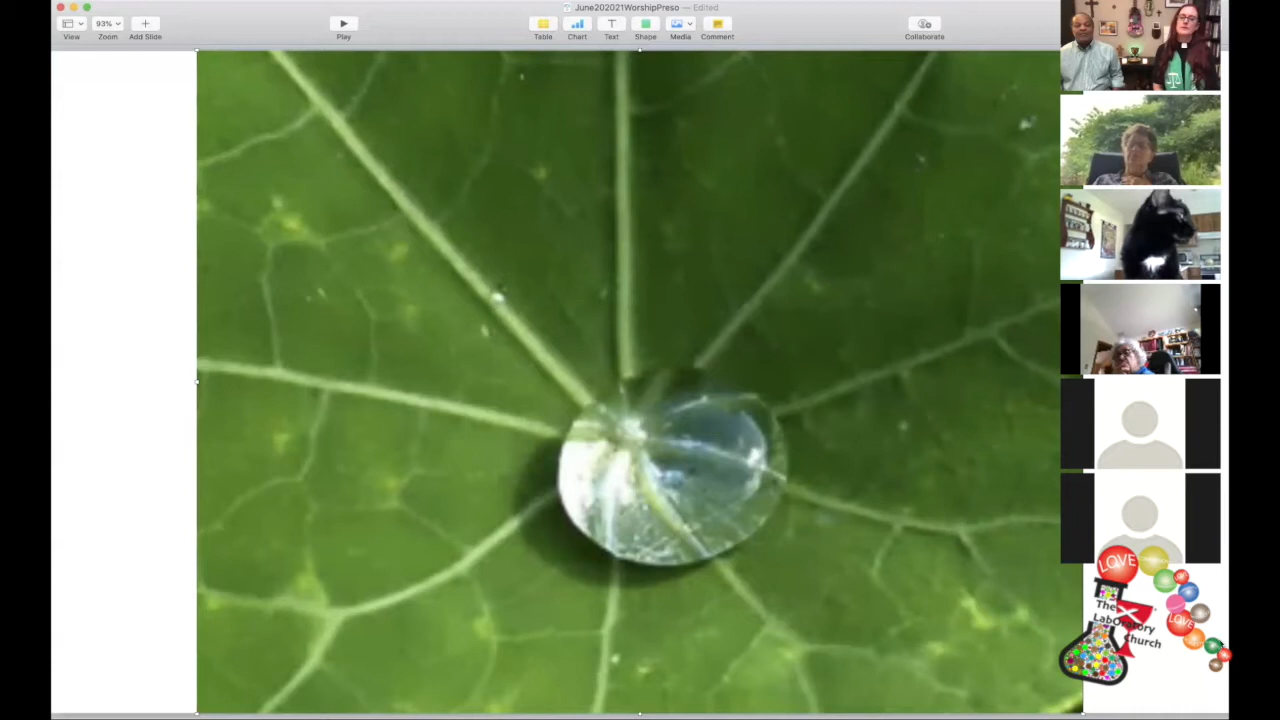 June202021WorshipPreso — Edited
93%
View
Zoom
Add Slide
Play
Table
Chart
Text
Shape
Media
Comment
Collaborate
LOVE
The
LabOratory
Church
LOVE